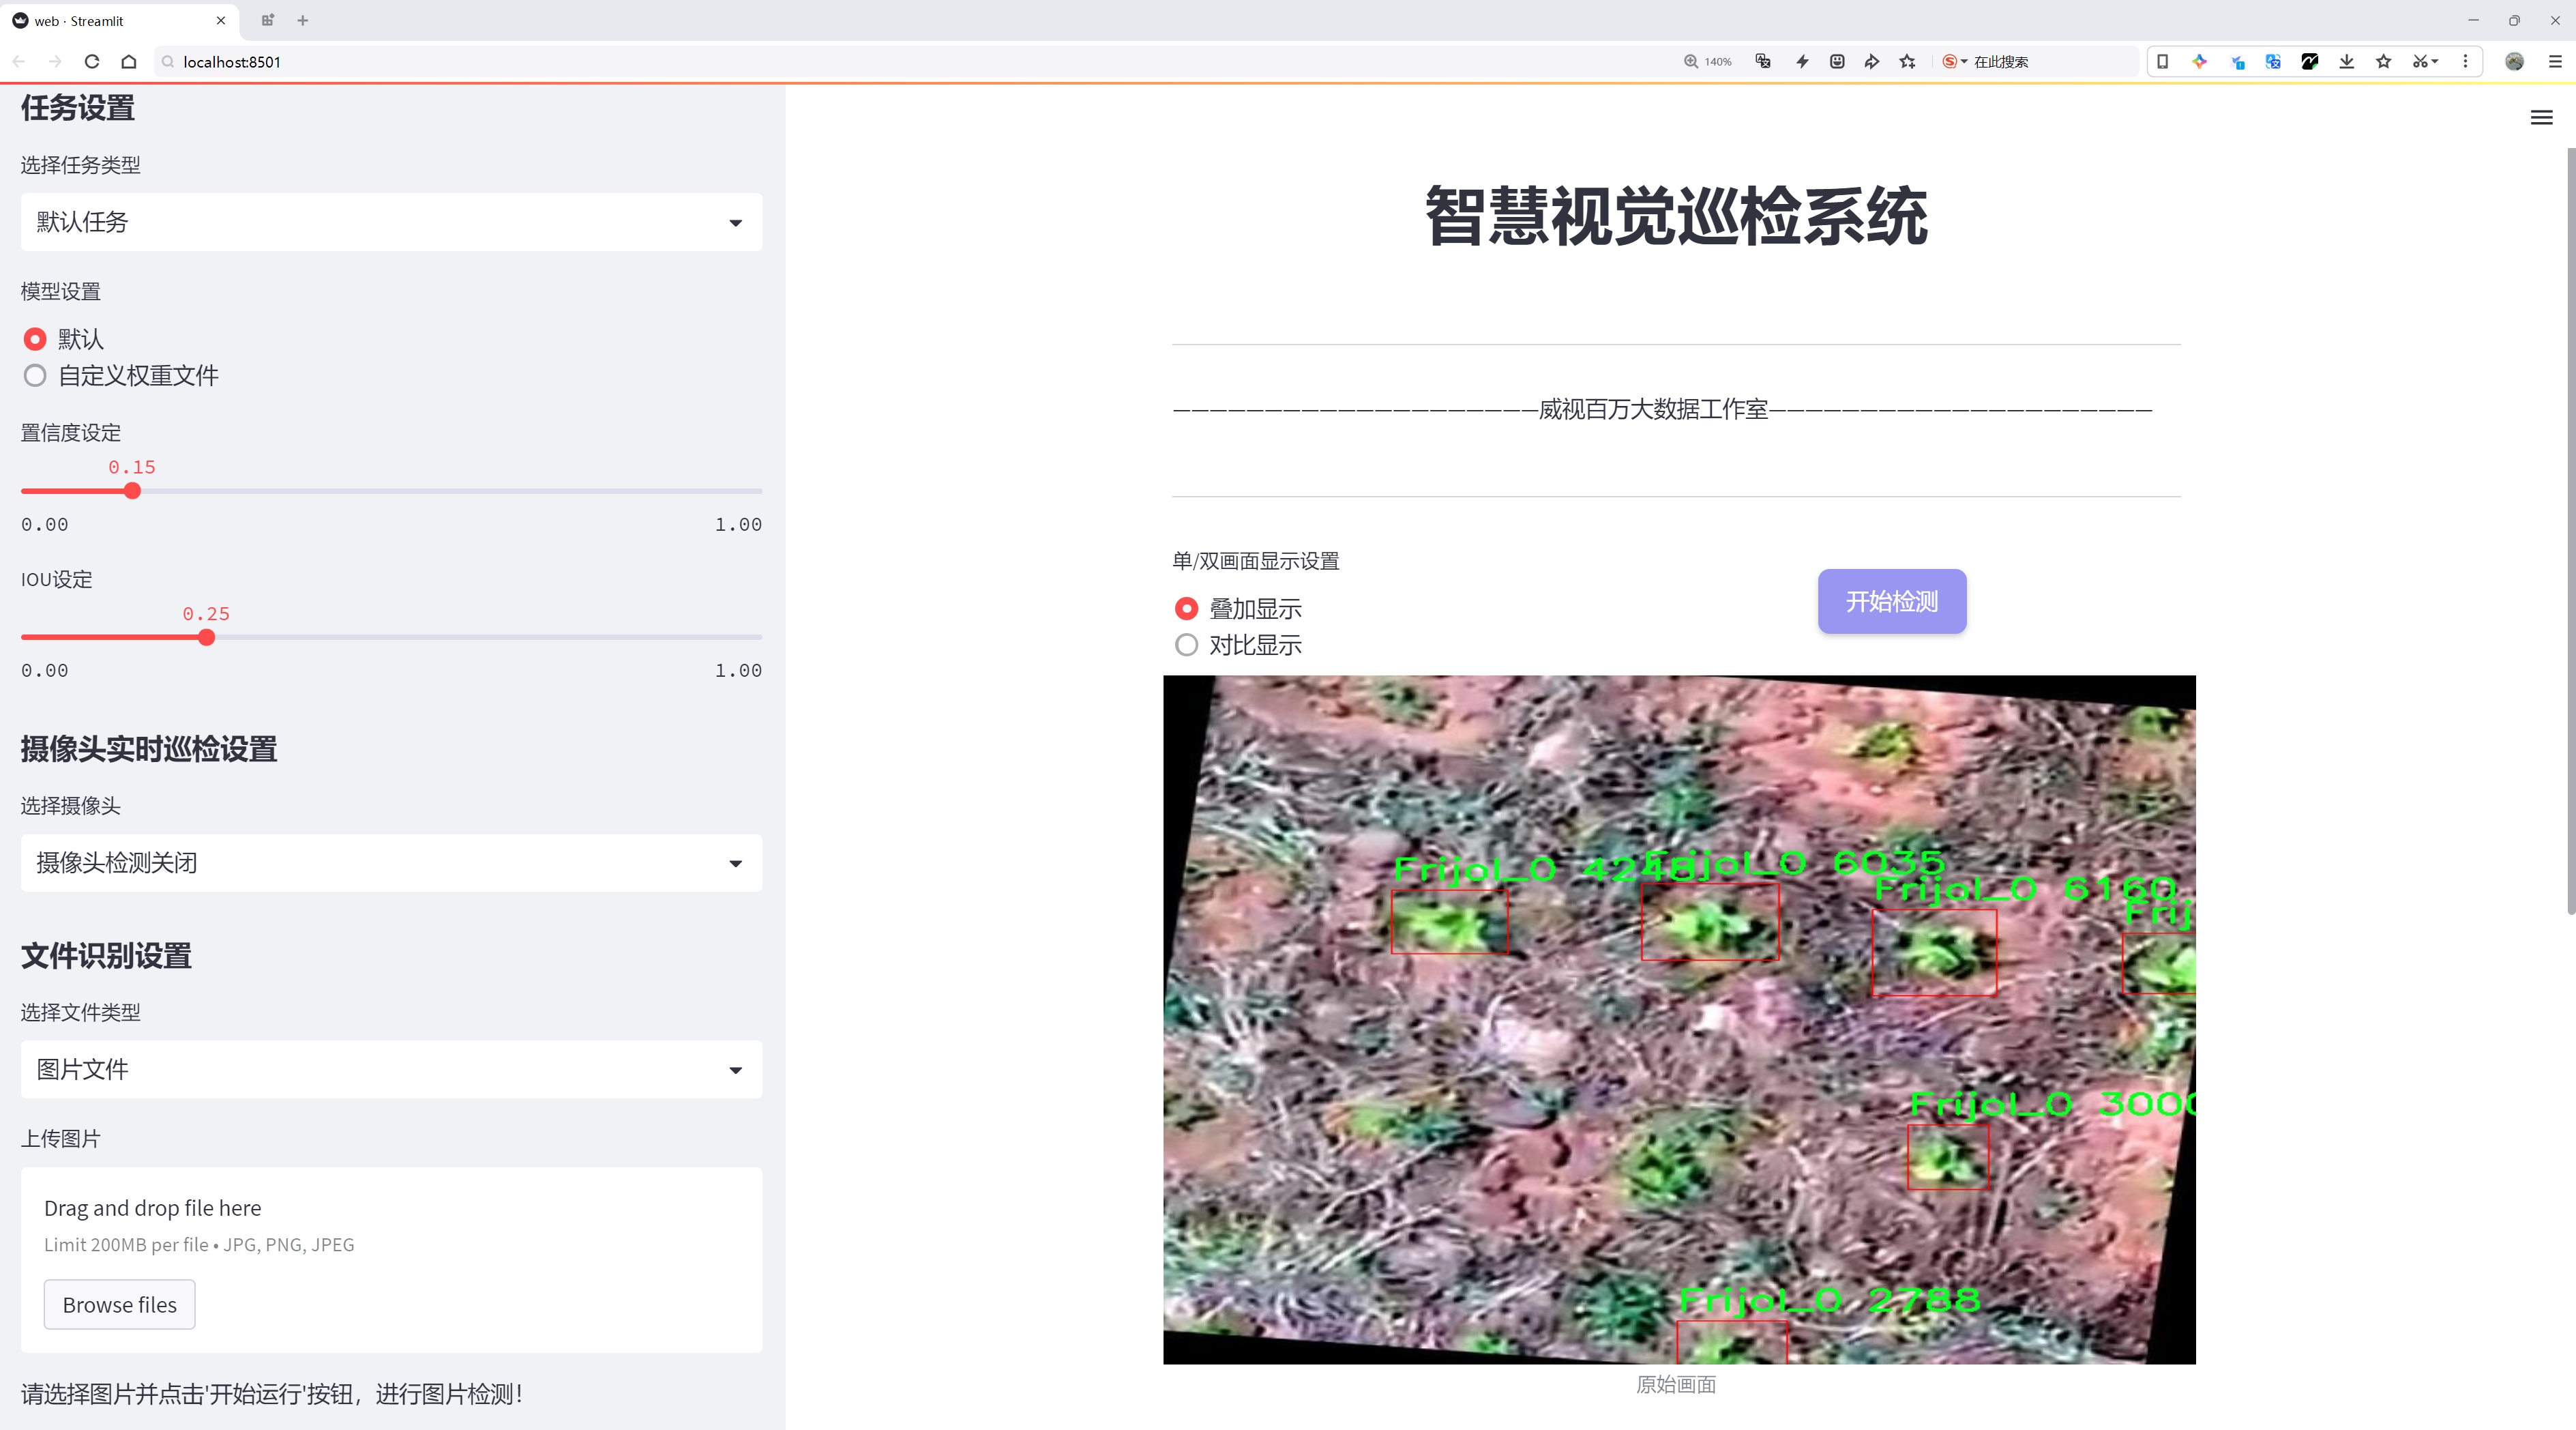 web · Streamlit
localhost:8501
140%
在此搜索
任务设置
选择任务类型
默认任务
模型设置
默认
自定义权重文件
置信度设定
0.15
0.00 1.00
IOU设定
0.25
0.00 1.00
摄像头实时巡检设置
选择摄像头
摄像头检测关闭
文件识别设置
选择文件类型
图片文件
上传图片
Drag and drop file here
Limit 200MB per file • JPG, PNG, JPEG
Browse files
请选择图片并点击'开始运行'按钮，进行图片检测！
智慧视觉巡检系统
————————————————————威视百万大数据工作室—————————————————————
单/双画面显示设置
叠加显示
对比显示
开始检测
Frijol_0 4248
Frijol_0 6035
Frijol_0 6160
Frij
Frijol_0 3000
Frijol_0 2788
原始画面